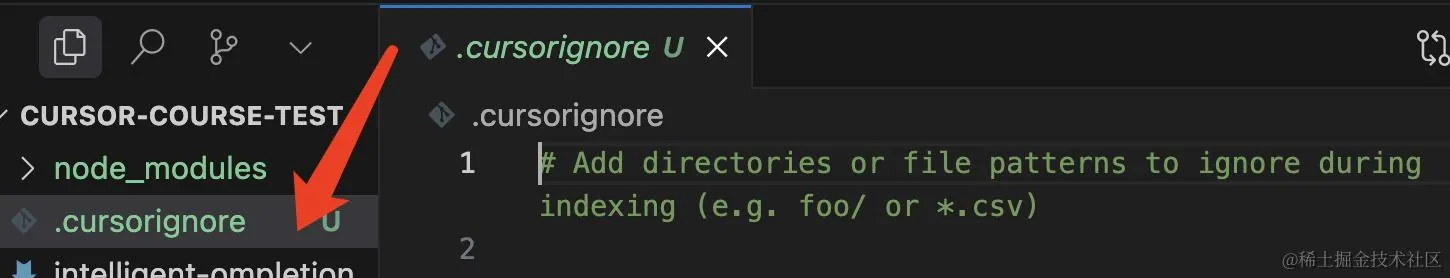 .cursorignore U
CURSOR-COURSE-TEST
.cursorignore
node_modules
1 # Add directories or file patterns to ignore during
indexing (e.g. foo/ or *.csv)
.cursorignore U
2
intelligent-ompletion
@稀土掘金技术社区